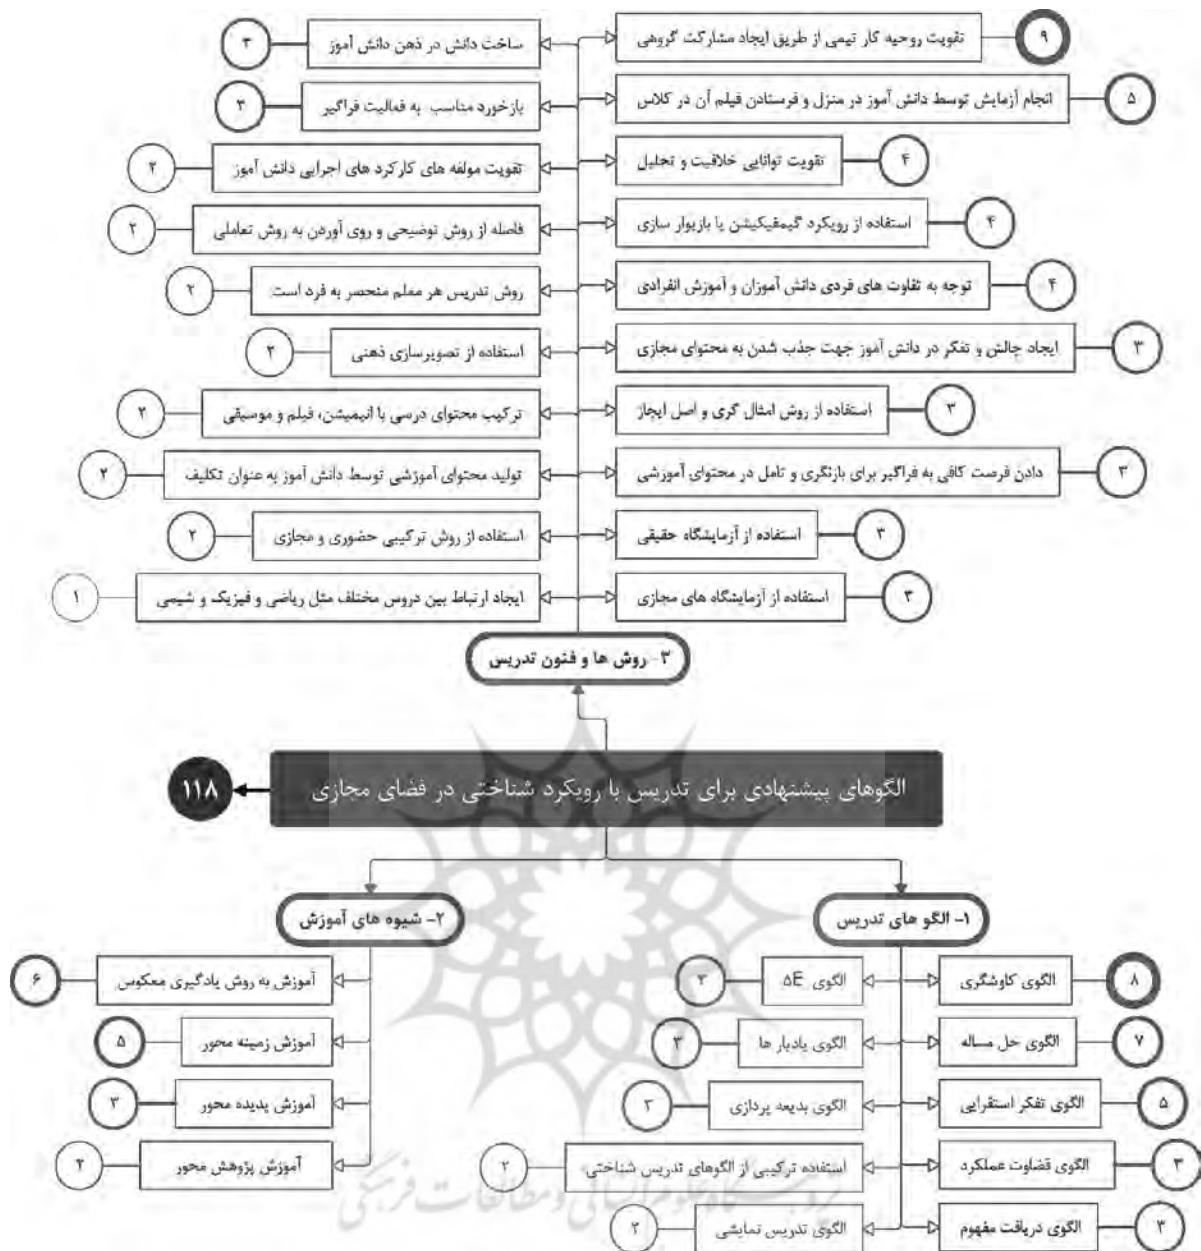 ۹ تقویت روحیه کار تیمی از طریق ایجاد مشارکت گروهی
ساخت دانش در ذهن دانش آموز ۳
۵ انجام آزمایش توسط دانش آموز در منزل و فرستادن فیلم آن در کلاس
بازخورد مناسب به فعالیت فراگیر ۳
۴ تقویت توانایی خلاقیت و تحلیل
تقویت مولفه های کارکرد های اجرایی دانش آموز ۲
۴ استفاده از رویکرد گیمفیکیشن یا بازیوار سازی
فاصله از روش توضیحی و روی آوردن به روش تعاملی ۲
۴ توجه به تفاوت های فردی دانش آموزان و آموزش انفرادی
روش تدریس هر معلم منحصر به فرد است. ۲
۳ ایجاد چالش و تفکر در دانش آموز جهت جذب شدن به محتوای مجازی
استفاده از تصویرسازی ذهنی ۲
۳ استفاده از روش امثال گری و اصل ایجاز
ترکیب محتوای درسی با انیمیشن، فیلم و موسیقی ۲
۳ دادن فرصت کافی به فراگیر برای بازنگری و تامل در محتوای آموزشی
تولید محتوای آموزشی توسط دانش آموز به عنوان تکلیف ۲
۳ استفاده از آزمایشگاه حقیقی
استفاده از روش ترکیبی حضوری و مجازی ۲
۳ استفاده از آزمایشگاه های مجازی
ایجاد ارتباط بین دروس مختلف مثل ریاضی و فیزیک و شیمی ۱
۳- روش ها و فنون تدریس
الگوهای پیشنهادی برای تدریس با رویکرد شناختی در فضای مجازی ۱۱۸
۱- الگو های تدریس
۸ الگوی کاوشگری
الگوی ۵E ۳
۷ الگوی حل مساله
الگوی یادیار ها ۳
۵ الگوی تفکر استقرایی
الگوی بدیعه پردازی ۳
۳ الگوی قضاوت عملکرد
استفاده ترکیبی از الگوهای تدریس شناختی ۲
۳ الگوی دریافت مفهوم
الگوی تدریس نمایشی ۲
۲- شیوه های آموزش
آموزش به روش یادگیری معکوس ۶
آموزش زمینه محور ۵
آموزش پدیده محور ۳
آموزش پژوهش محور ۳
پژوهشگاه علوم انسانی و مطالعات فرهنگی